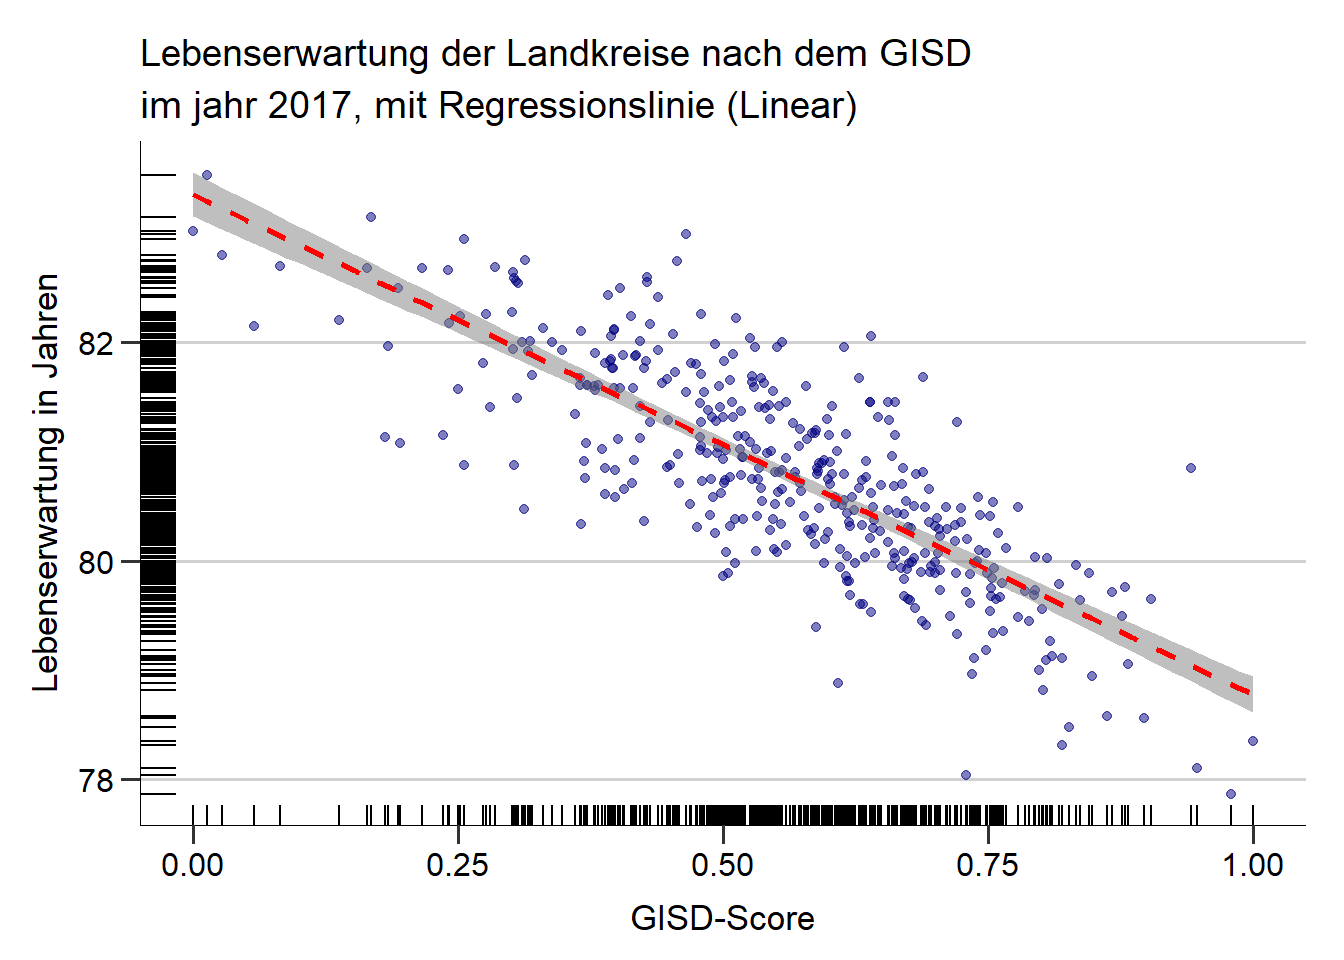 Lebenserwartung der Landkreise nach dem GISD
im jahr 2017, mit Regressionslinie (Linear)
Lebenserwartung in Jahren
82
80
78
0.00 0.25 0.50 0.75 1.00
GISD-Score